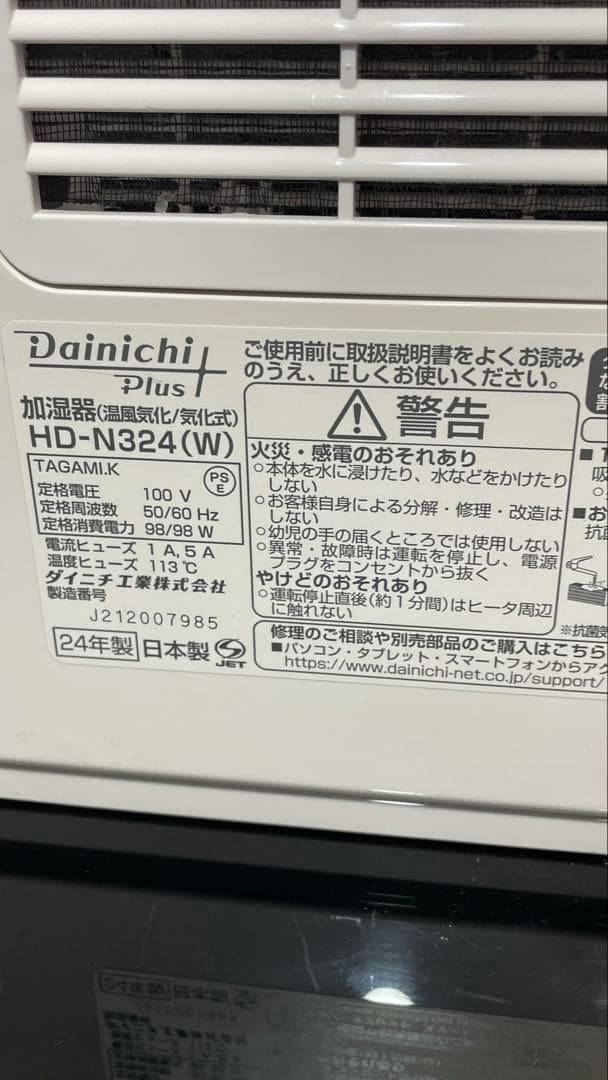 Dainichi
Plus
加湿器(温風気化/気化式)
HD-N324(W)
TAGAMI.K
PS
E
定格電圧 100 V
定格周波数 50/60 Hz
定格消費電力 98/98 W
電流ヒューズ 1 A, 5 A
温度ヒューズ 113℃
ダイニチ工業株式会社
製造番号
J212007985
24年製 日本製 JET
ご使用前に取扱説明書をよくお読み
のうえ、正しくお使いください。
警告
火災・感電のおそれあり
○本体を水に浸けたり、水などをかけたり
しない
○お客様自身による分解・修理・改造は
しない
○幼児の手の届くところでは使用しない
○異常・故障時は運転を停止し、電源
プラグをコンセントから抜く
やけどのおそれあり
○運転停止直後(約1分間)はヒータ周辺
に触れない
修理のご相談や別売部品のご購入はこちら
■パソコン・タブレット・スマートフォンからアク
https://www.dainichi-net.co.jp/support/
吸
■お
抗菌
※抗菌効